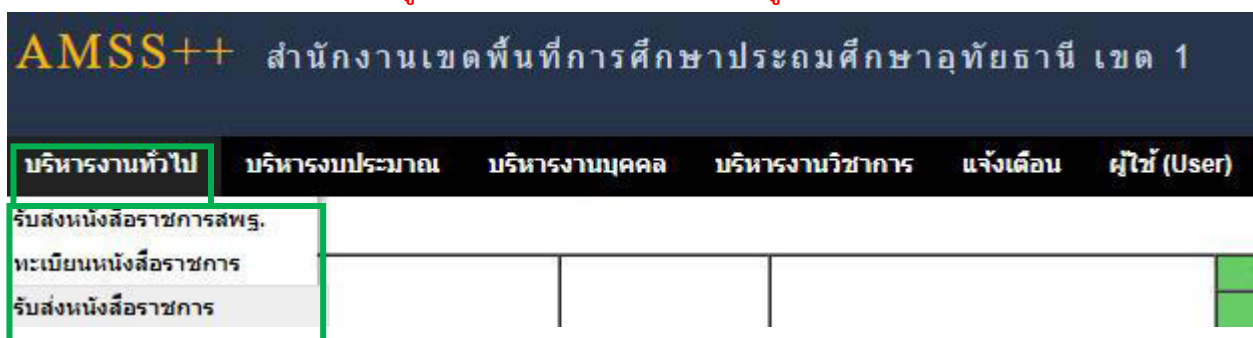 AMSS++ สำนักงานเขตพื้นที่การศึกษาประถมศึกษาอุทัยธานี เขต 1
บริหารงานทั่วไป บริหารงบประมาณ บริหารงานบุคคล บริหารงานวิชาการ แจ้งเตือน ผู้ใช้ (User)
รับส่งหนังสือราชการสพฐ.
ทะเบียนหนังสือราชการ
รับส่งหนังสือราชการ